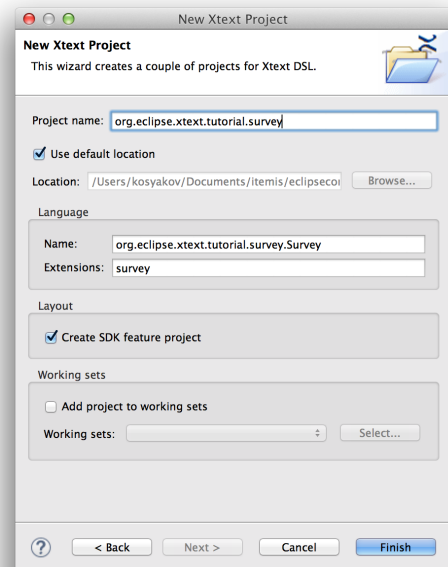 New Xtext Project
New Xtext Project
This wizard creates a couple of projects for Xtext DSL.
Project name: org.eclipse.xtext.tutorial.survey
Use default location
Location: /Users/kosyakov/Documents/itemis/eclipsecor Browse...
Language
Name: org.eclipse.xtext.tutorial.survey.Survey
Extensions: survey
Layout
Create SDK feature project
Working sets
Add project to working sets
Working sets: Select...
? < Back Next > Cancel Finish